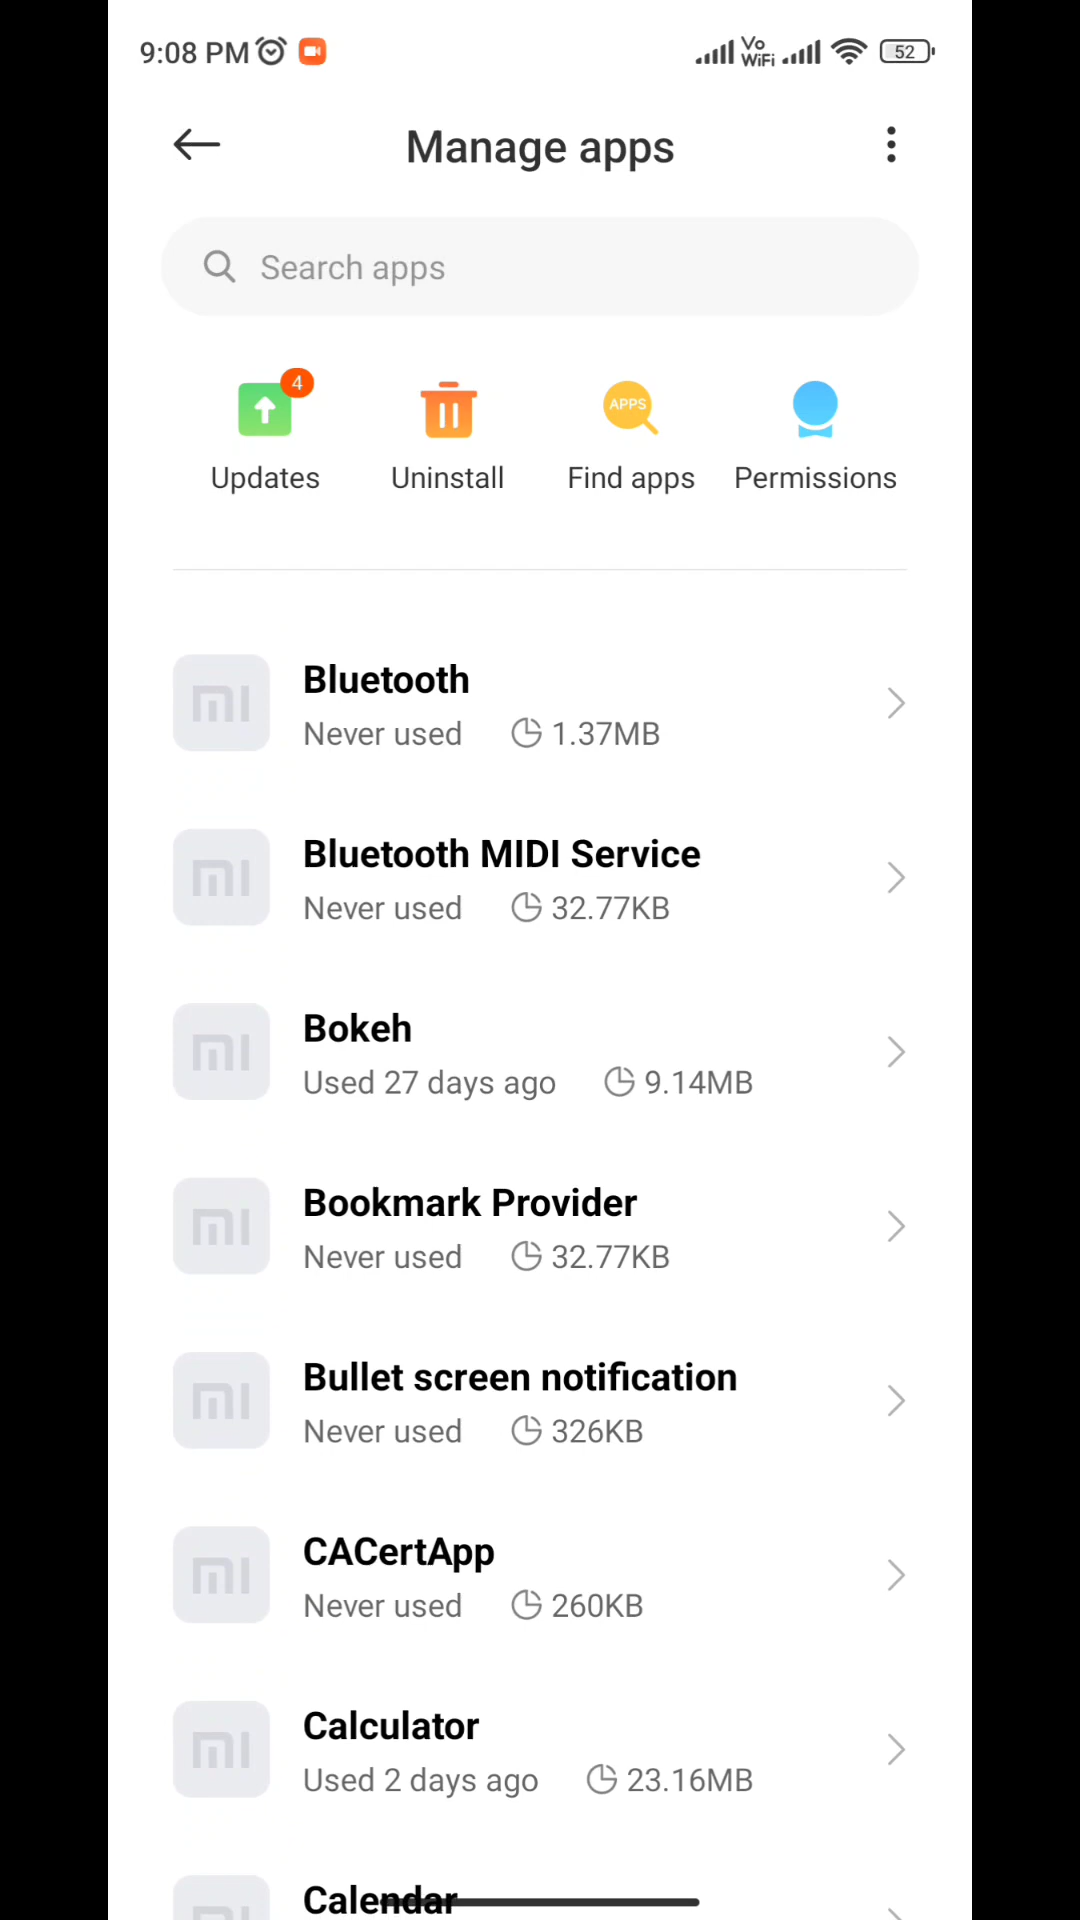 9:08 PM
Vo
WiFi
52
Manage apps
Search apps
4
APPS
Updates
Uninstall
Find apps
Permissions
Bluetooth
Never used 1.37MB
Bluetooth MIDI Service
Never used 32.77KB
Bokeh
Used 27 days ago 9.14MB
Bookmark Provider
Never used 32.77KB
Bullet screen notification
Never used 326KB
CACertApp
Never used 260KB
Calculator
Used 2 days ago 23.16MB
Calendar